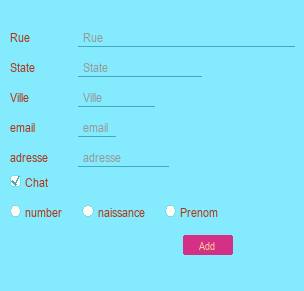 Rue Rue
State State
Ville Ville
email email
adresse adresse
Chat
number naissance Prenom
Add